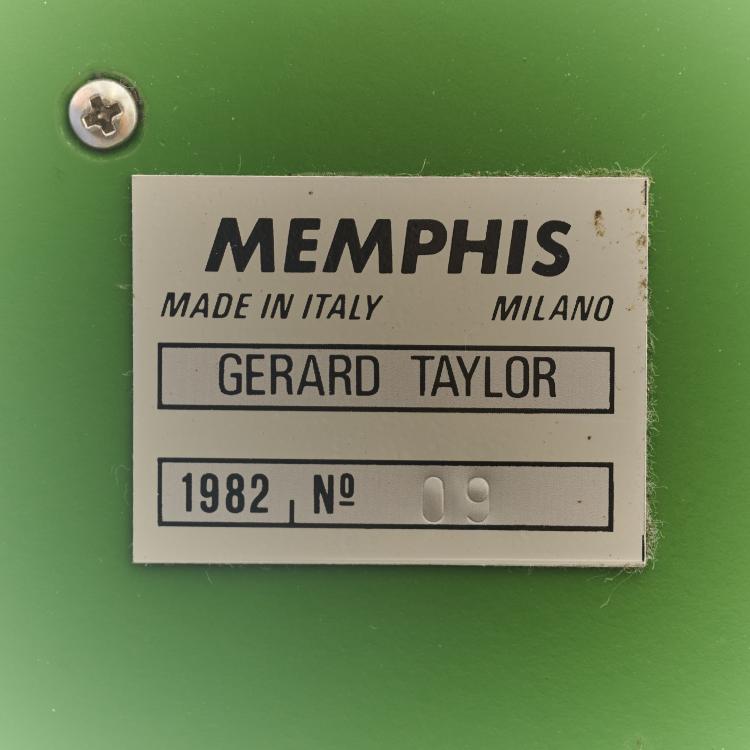 MEMPHIS
MADE IN ITALY MILANO
GERARD TAYLOR
1982 Nº 09